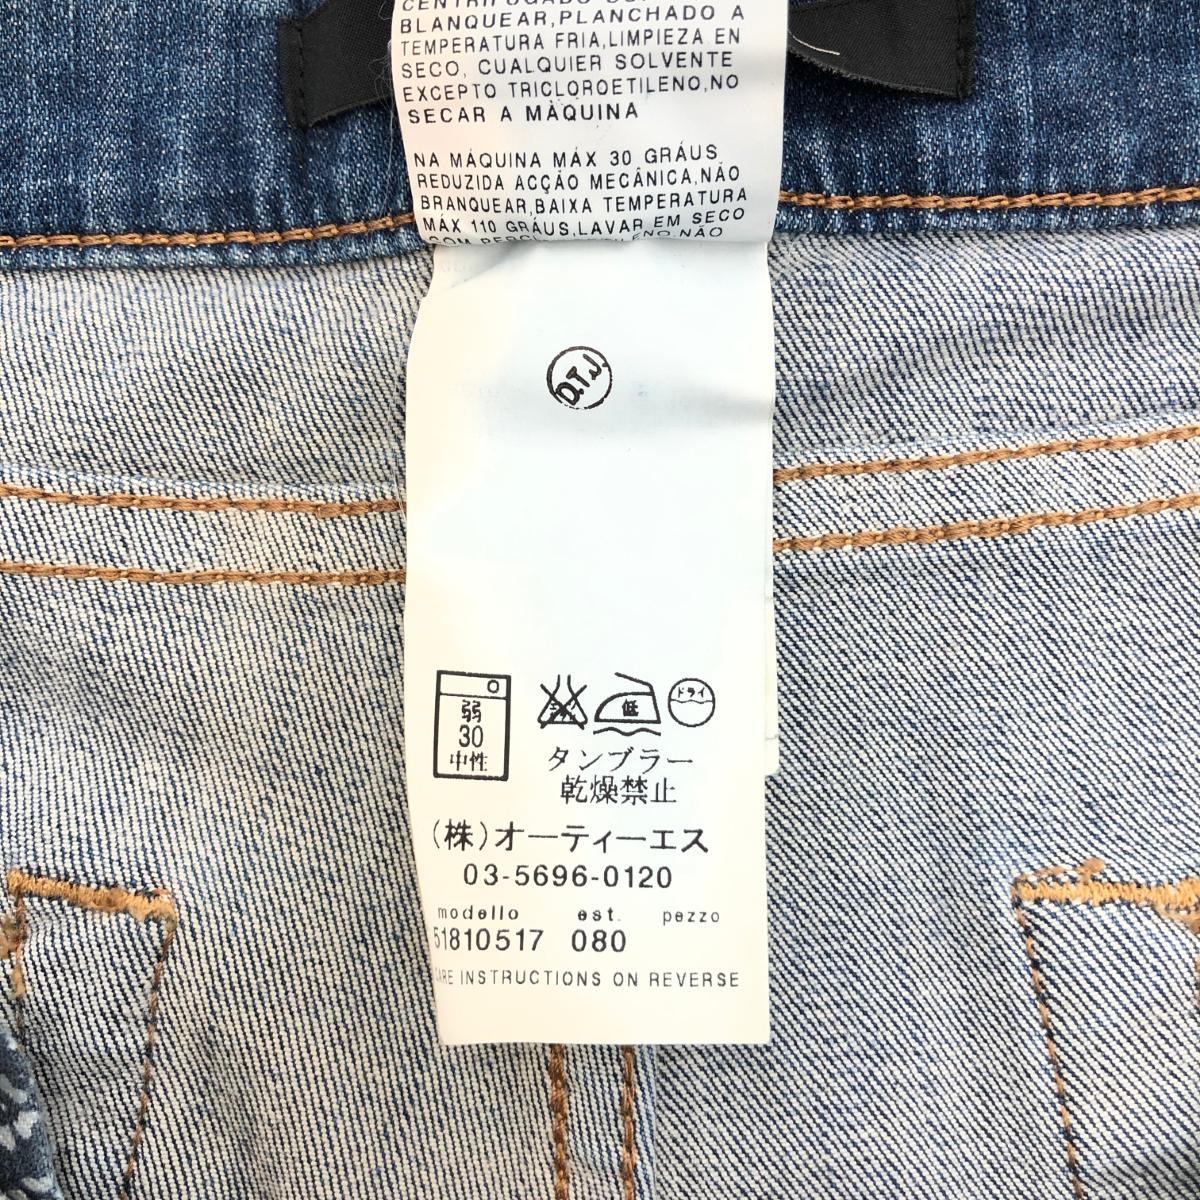 BLANQUEAR,PLANCHADO A
TEMPERATURA FRIA,LIMPIEZA EN
SECO, CUALQUIER SOLVENTE
EXCEPTO TRICLOROETILENO,NO
SECAR A MÀQUINA
NA MÁQUINA MÁX 30 GRÁUS
REDUZIDA ACÇÃO MECÂNICA,NÃO
BRANQUEAR,BAIXA TEMPERATURA
MÁX 110 GRÁUS,LAVAR EM SECO
COM NÃO
D.T.J.
弱
30
中性
低
ドライ
タンブラー
乾燥禁止
(株)オーティーエス
03-5696-0120
modello est. pezzo
51810517 080
CARE INSTRUCTIONS ON REVERSE